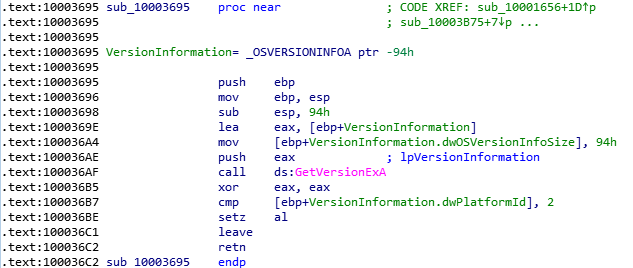 .text:10003695 sub_10003695 proc near ; CODE XREF: sub_10001656+1D↑p
.text:10003695 ; sub_10003B75+7↓p ...
.text:10003695
.text:10003695 VersionInformation= _OSVERSIONINFOA ptr -94h
.text:10003695
.text:10003695 push ebp
.text:10003696 mov ebp, esp
.text:10003698 sub esp, 94h
.text:1000369E lea eax, [ebp+VersionInformation]
.text:100036A4 mov [ebp+VersionInformation.dwOSVersionInfoSize], 94h
.text:100036AE push eax ; lpVersionInformation
.text:100036AF call ds:GetVersionExA
.text:100036B5 xor eax, eax
.text:100036B7 cmp [ebp+VersionInformation.dwPlatformId], 2
.text:100036BE setz al
.text:100036C1 leave
.text:100036C2 retn
.text:100036C2 sub_10003695 endp